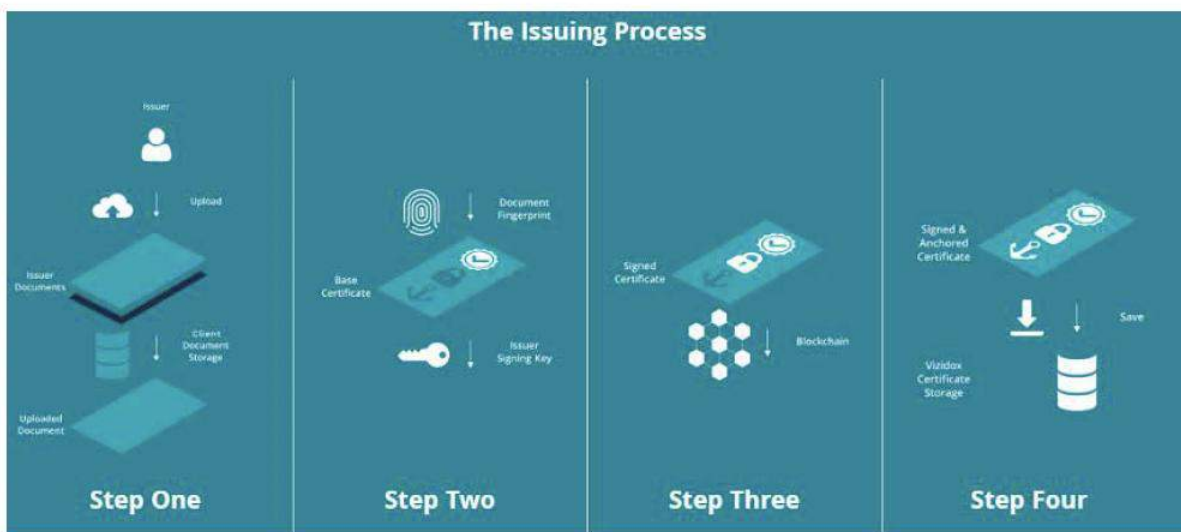 The Issuing Process
Issuer
Upload
Issuer
Documents
Client
Document
Storage
Uploaded
Document
Step One
Document
Fingerprint
Base
Certificate
Issuer
Signing Key
Step Two
Signed
Certificate
Blockchain
Step Three
Signed &
Anchored
Certificate
Save
Vizidox
Certificate
Storage
Step Four